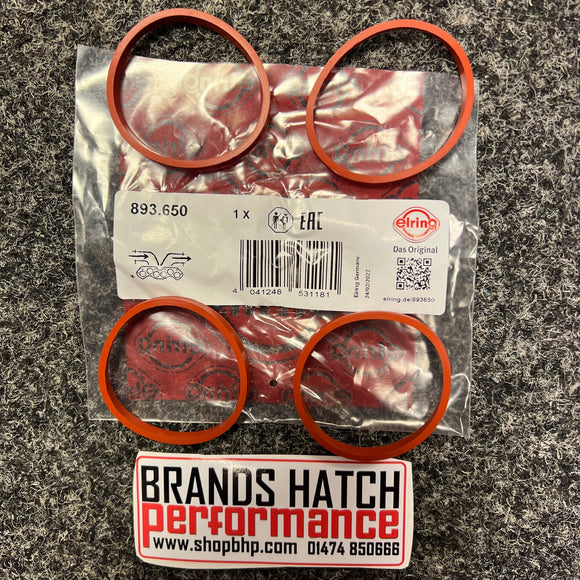 893.650
1 X
EAC
elring
Das Original
4 041248 531181
Elring Germany
24/02/2022
elring.de/893650
BRANDS HATCH
performance
www.shopbhp.com 01474 850666